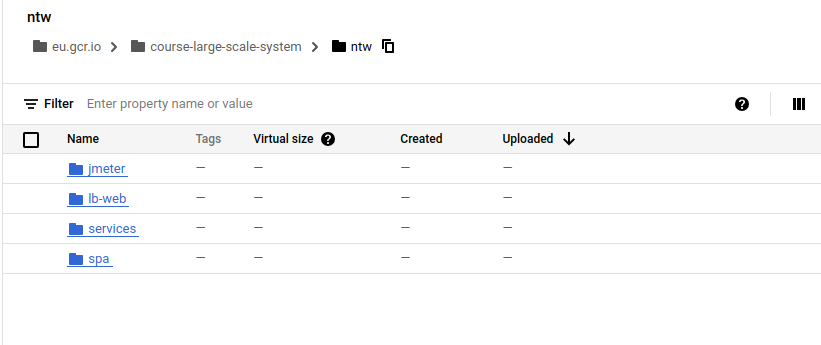 ntw
eu.gcr.io > course-large-scale-system > ntw
Filter Enter property name or value
Name Tags Virtual size Created Uploaded
jmeter — — — —
lb-web — — — —
services — — — —
spa — — — —